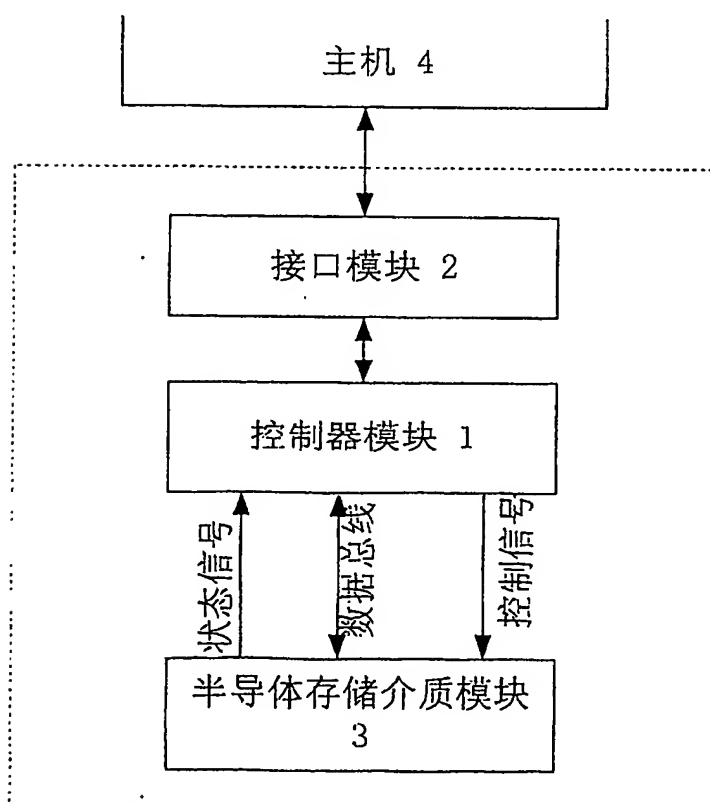 主机 4
接口模块 2
控制器模块 1
状态信号
数据总线
控制信号
半导体存储介质模块
3